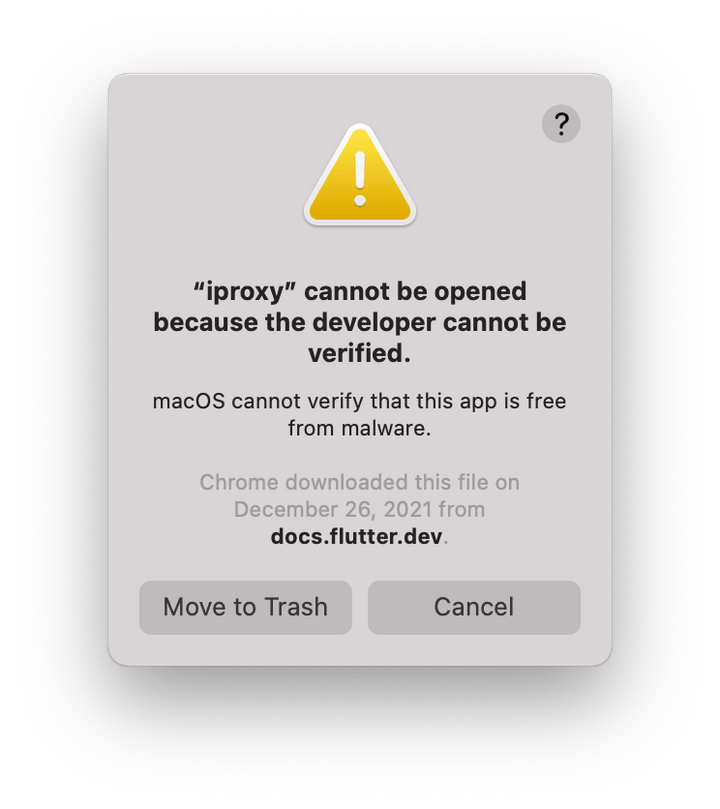 ?
“iproxy” cannot be opened
because the developer cannot be
verified.
macOS cannot verify that this app is free
from malware.
Chrome downloaded this file on
December 26, 2021 from
docs.flutter.dev.
Move to Trash
Cancel